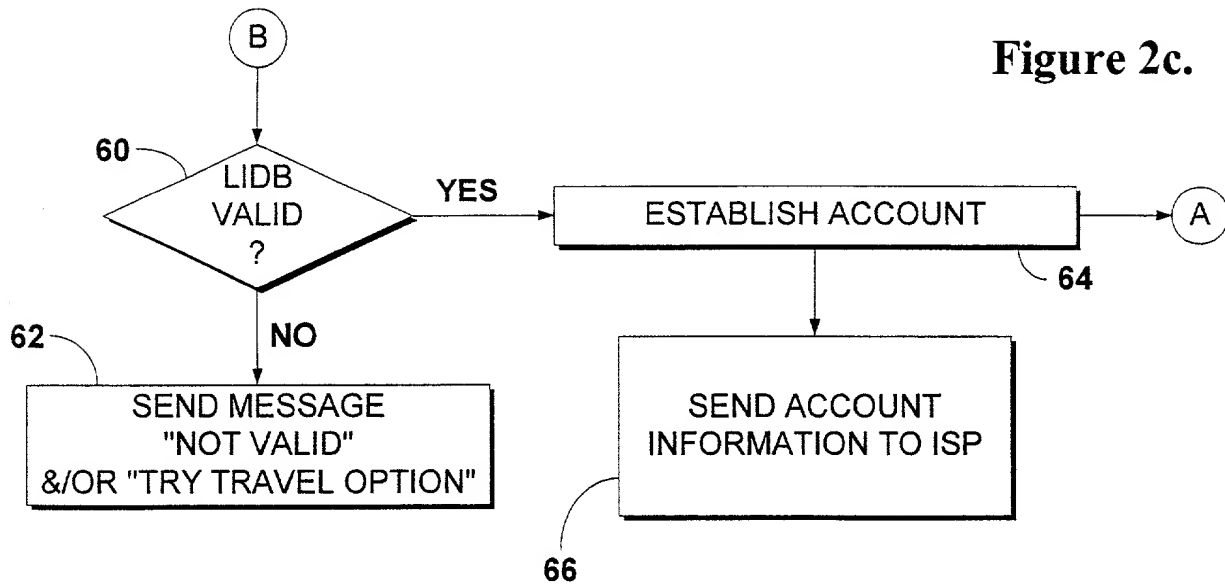 B
Figure 2c.
60
LIDB
VALID
?
YES
ESTABLISH ACCOUNT
A
64
62
NO
SEND MESSAGE
"NOT VALID"
&/OR "TRY TRAVEL OPTION"
SEND ACCOUNT
INFORMATION TO ISP
66